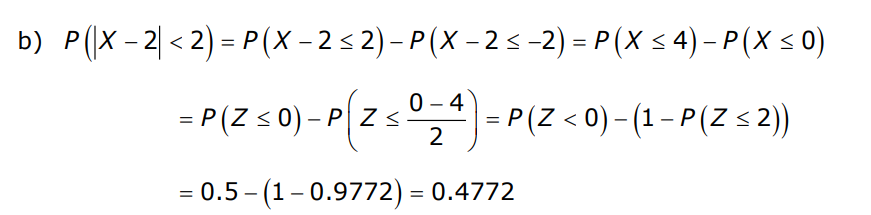 b) P(|X – 2| < 2) = P(X – 2 ≤ 2) – P(X – 2 ≤ –2) = P(X ≤ 4) – P(X ≤ 0)
= P(Z ≤ 0) – P(Z ≤ (0 – 4)/2) = P(Z < 0) – (1 – P(Z ≤ 2))
= 0.5 – (1 – 0.9772) = 0.4772